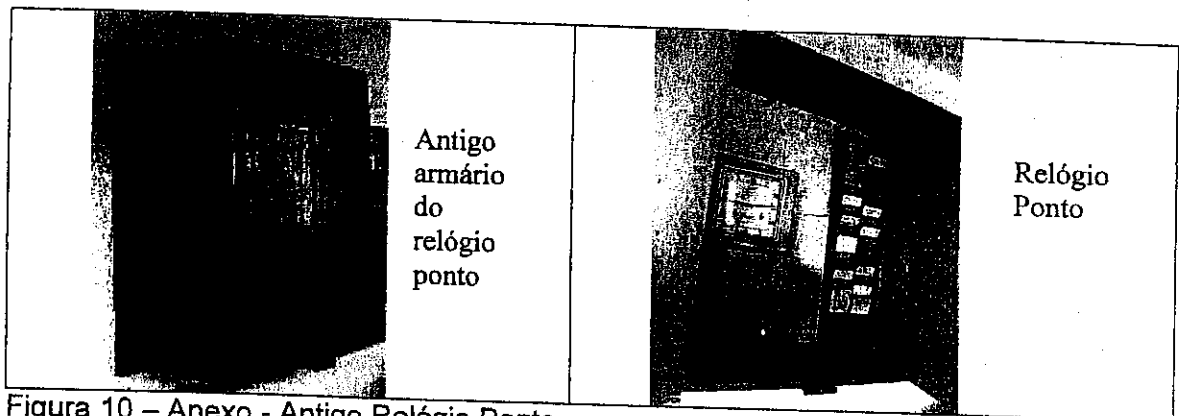 Antigo
armário
do
relógio
ponto
Relógio
Ponto
Figura 10 – Anexo - Antigo Relógio Ponto